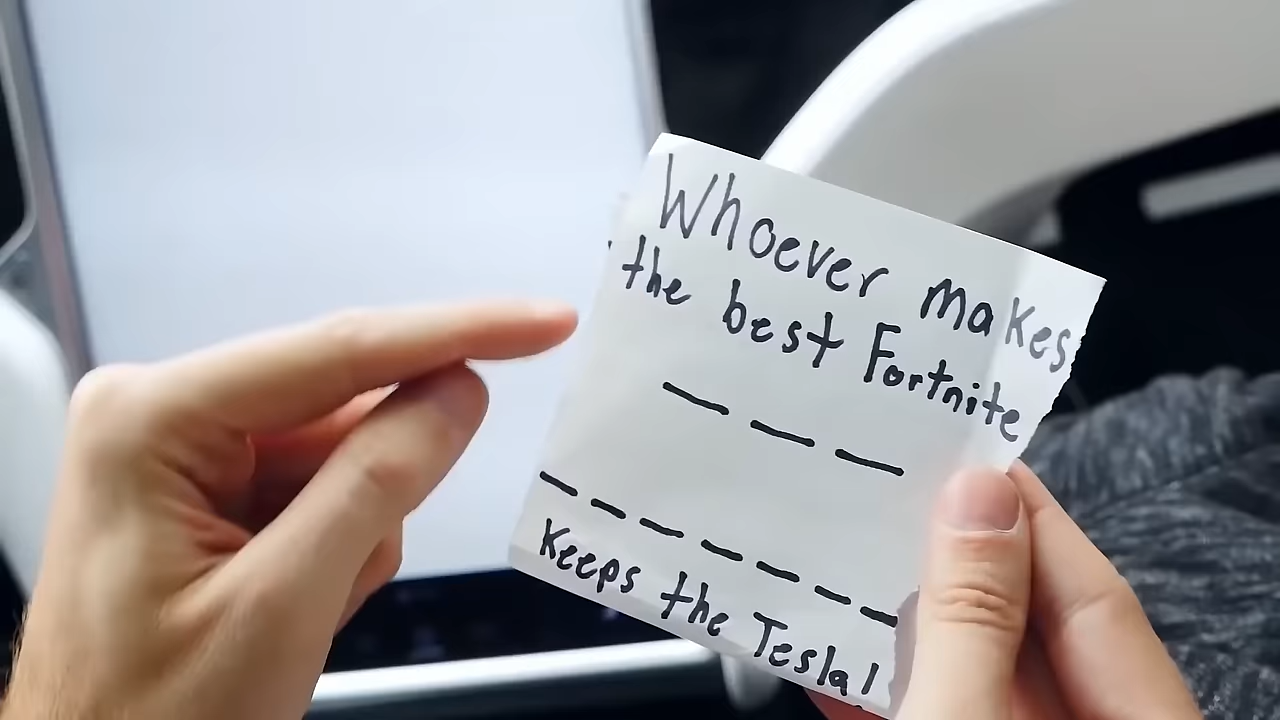 Whoever makes
the best Fortnite
_ _ _
_ _ _ _ _ _ _
Keeps the Tesla!